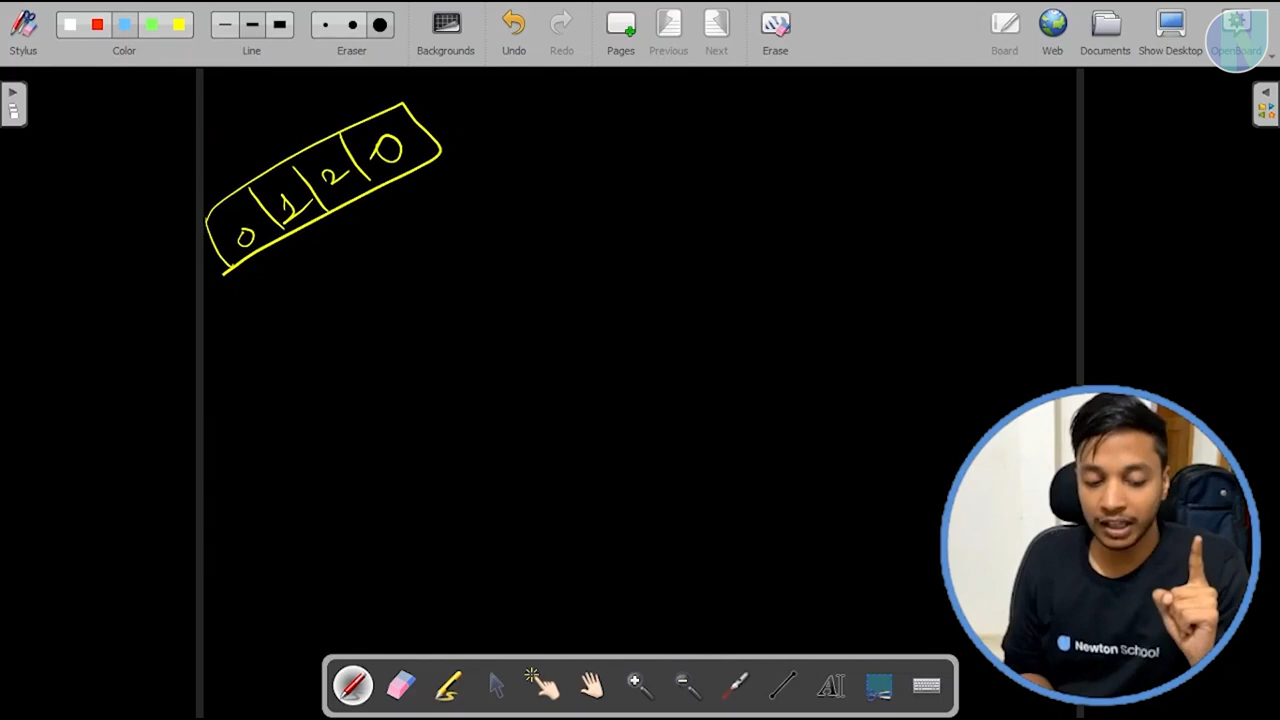 Stylus
Color
Line
Eraser
Backgrounds
Undo
Redo
Pages
Previous
Next
Erase
Board
Web
Documents
Show Desktop
OpenBoard
0 1 2 0
Newton School